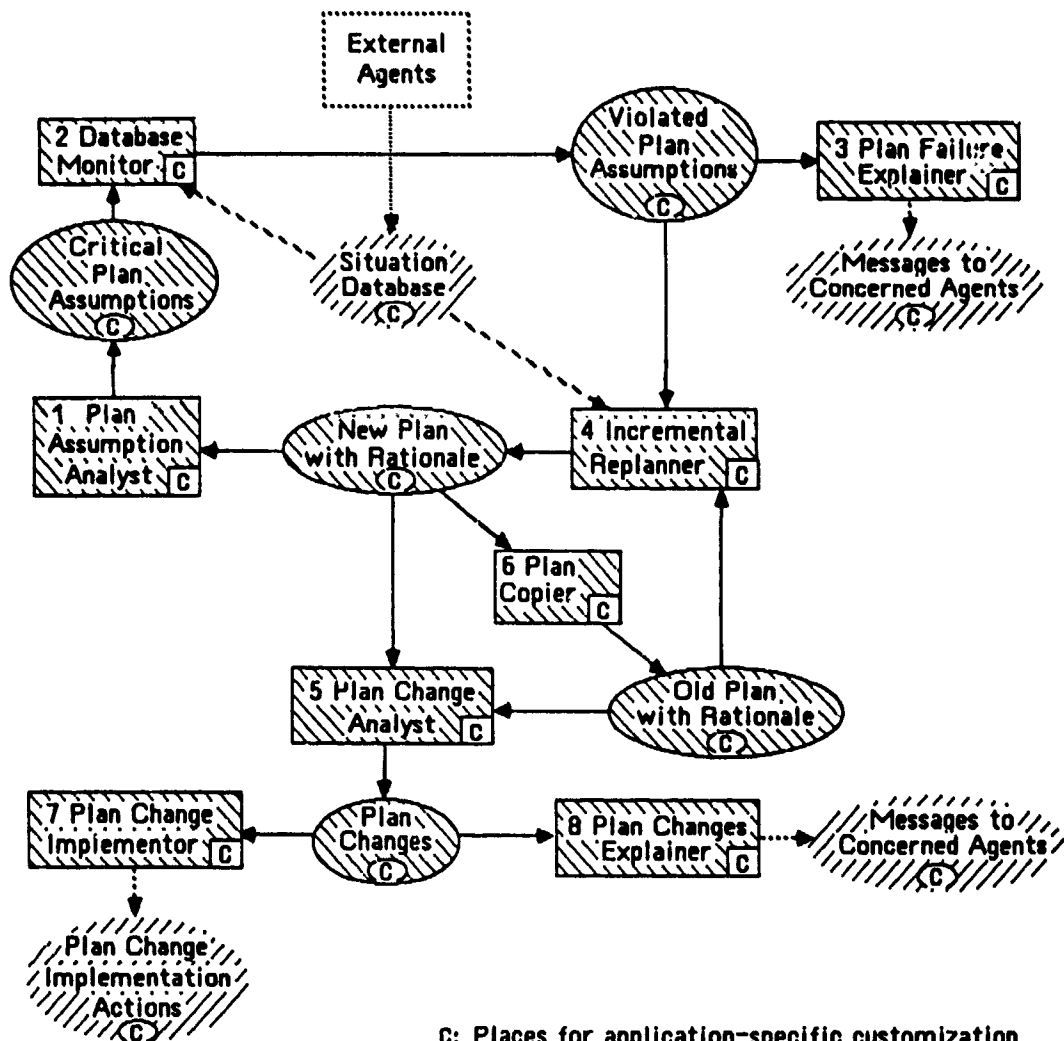 External
Agents
2 Database
Monitor
C
Violated
Plan
Assumptions
C
3 Plan Failure
Explainer
C
Critical
Plan
Assumptions
C
Situation
Database
C
Messages to
Concerned Agents
C
1 Plan
Assumption
Analyst
C
New Plan
with Rationale
C
4 Incremental
Replanner
C
6 Plan
Copier
C
5 Plan Change
Analyst
C
Old Plan
with Rationale
C
7 Plan Change
Implementor
C
Plan
Changes
C
8 Plan Changes
Explainer
C
Messages to
Concerned Agents
C
Plan Change
Implementation
Actions
C
C: Places for application-specific customization